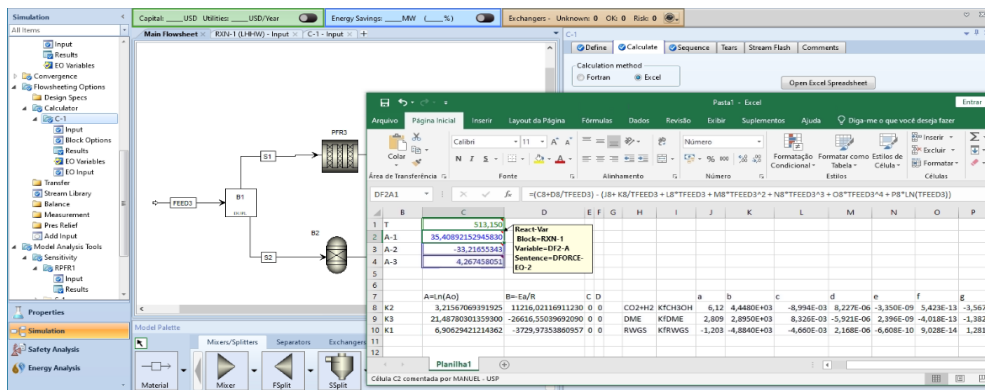 Simulation
All Items
Input
Results
EO Variables
Convergence
Flowsheeting Options
Design Specs
Calculator
C-1
Input
Block Options
Results
EO Variables
EO Input
Transfer
Stream Library
Balance
Measurement
Pres Relief
Add Input
Model Analysis Tools
Sensitivity
RPFR1
Input
Results
Properties
Simulation
Safety Analysis
Energy Analysis
Capital: ____USD Utilities: ____USD/Year
Energy Savings: ____MW (____%)
Exchangers - Unknown: 0 OK: 0 Risk: 0
Main Flowsheet × RXN-1 (LHHW) - Input × C-1 - Input × +
FEED3
B1
S1
S2
PFR3
B2
Model Palette
Mixers/Splitters Separators Exchangers
Material
Mixer
FSplit
SSplit
C-1
Define Calculate Sequence Tears Stream Flash Comments
Calculation method
Fortran Excel
Open Excel Spreadsheet
Pasta1 - Excel
Entrar
Arquivo Página Inicial Inserir Layout da Página Fórmulas Dados Revisão Exibir Suplementos Ajuda Diga-me o que você deseja fazer
Colar
Calibri 11
N I S
Número
% 000
Formatação Condicional
Formatar como Tabela
Estilos de Célula
Inserir
Excluir
Formatar
Área de Transferência Fonte Alinhamento Número Estilos Células
DF2A1 fx =(C8+D8/TFEED3) - (J8+ K8/TFEED3 + L8*TFEED3 + M8*TFEED3^2 + N8*TFEED3^3 + O8*TFEED3^4 + P8*LN(TFEED3))
B C D E F G H I J K L M N O P
1 T 513,150
2 A-1 35,40892152945830
3 A-2 -33,21655343
4 A-3 4,267458051
React-Var
Block=RXN-1
Variable=DF2-A
Sentence=DFORCE-
EO-2
5
6
7 A=Ln(Ao) B=-Ea/R C D a b c d e f g
8 K2 3,21567069391925 11216,02116911230 0 0 CO2+H2 KfCH3OH 6,12 4,4480E+03 -8,994E-03 8,227E-06 -3,350E-09 5,423E-13 -3,567
9 K3 21,48780301359300 -26616,55039692090 0 0 DME KfDME 2,809 2,8950E+03 8,326E-03 -5,921E-06 2,396E-09 -4,018E-13 -1,382
10 K1 6,90629421214362 -3729,97353860957 0 0 RWGS KfRWGS -1,203 -4,8840E+03 -4,660E-03 2,168E-06 -6,608E-10 9,028E-14 1,281
11
12
Planilha1
Célula C2 comentada por MANUEL - USP